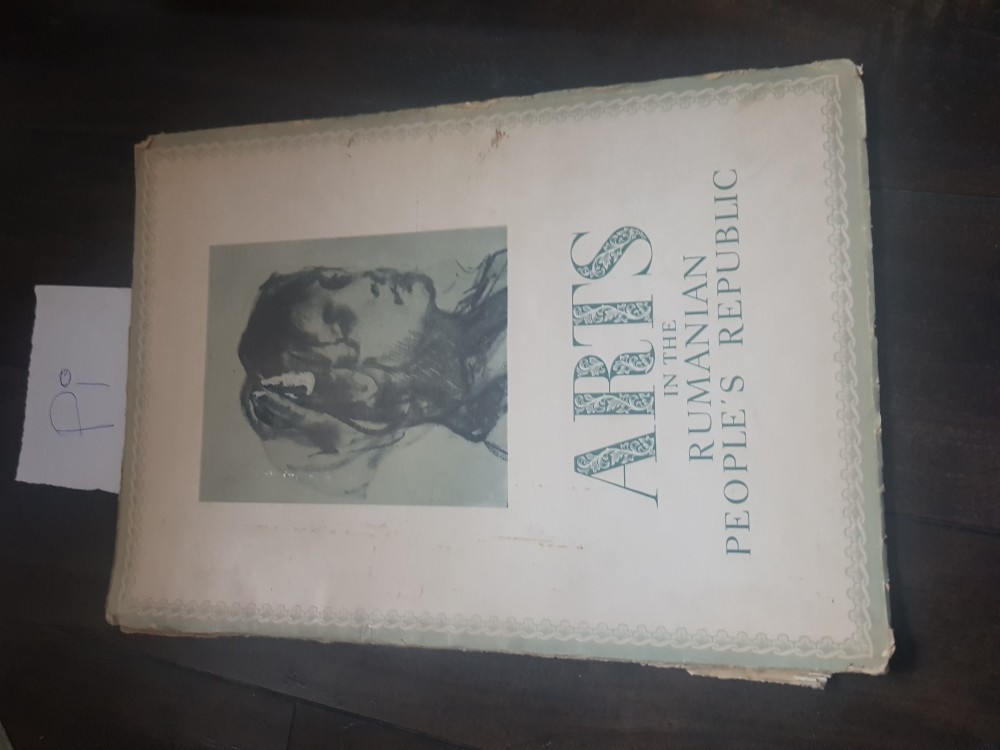 ARTS
IN THE
RUMANIAN
PEOPLE'S REPUBLIC